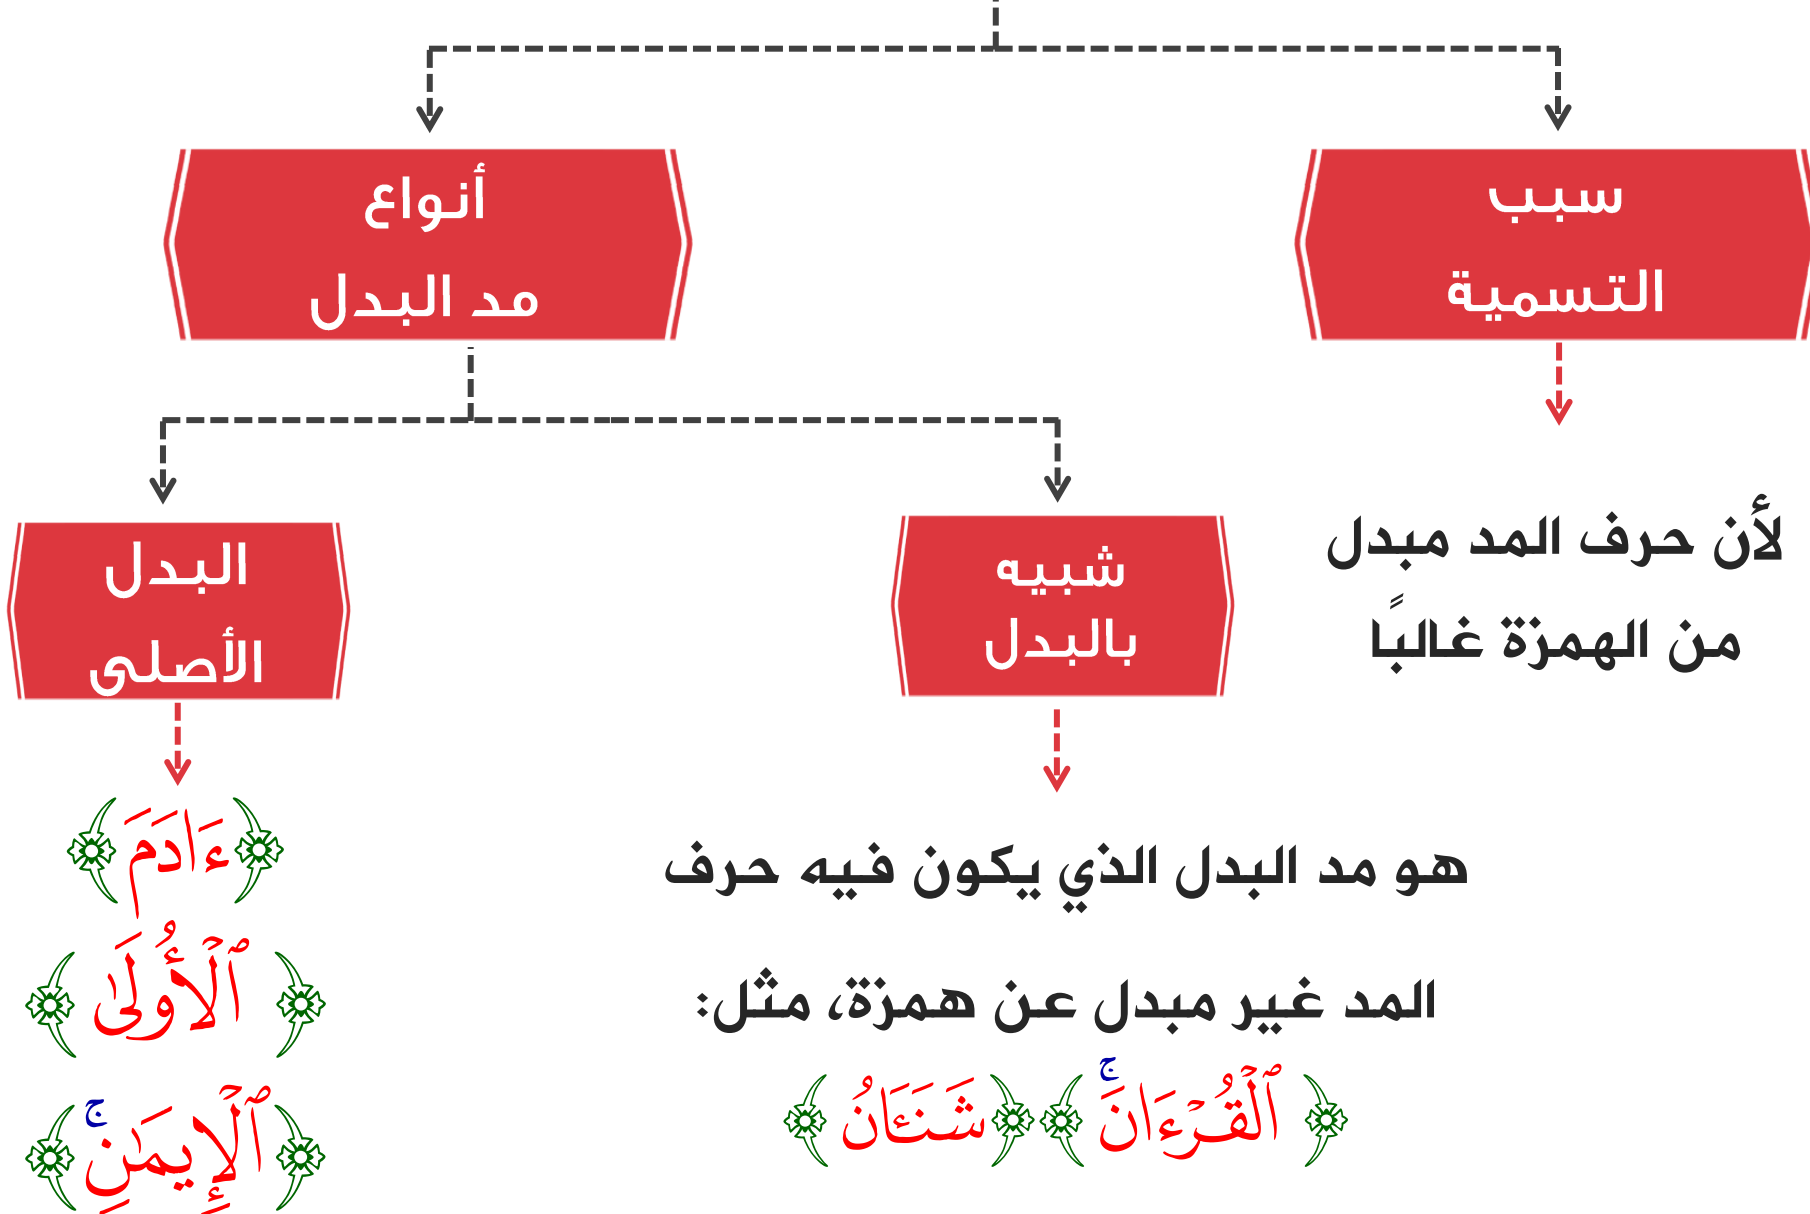 سبب
التسمية
لأن حرف المد مبدل
من الهمزة غالبًا
أنواع
مد البدل
شبيه
بالبدل
هو مد البدل الذي يكون فيه حرف
المد غير مبدل عن همزة، مثل:
﴿ٱلۡقُرۡءَانَۚ﴾ ﴿شَنَـَٔانُ﴾
البدل
الأصلى
﴿ءَادَمَ﴾
﴿ٱلۡأُولَىٰ﴾
﴿ٱلۡإِيمَٰنِۚ﴾